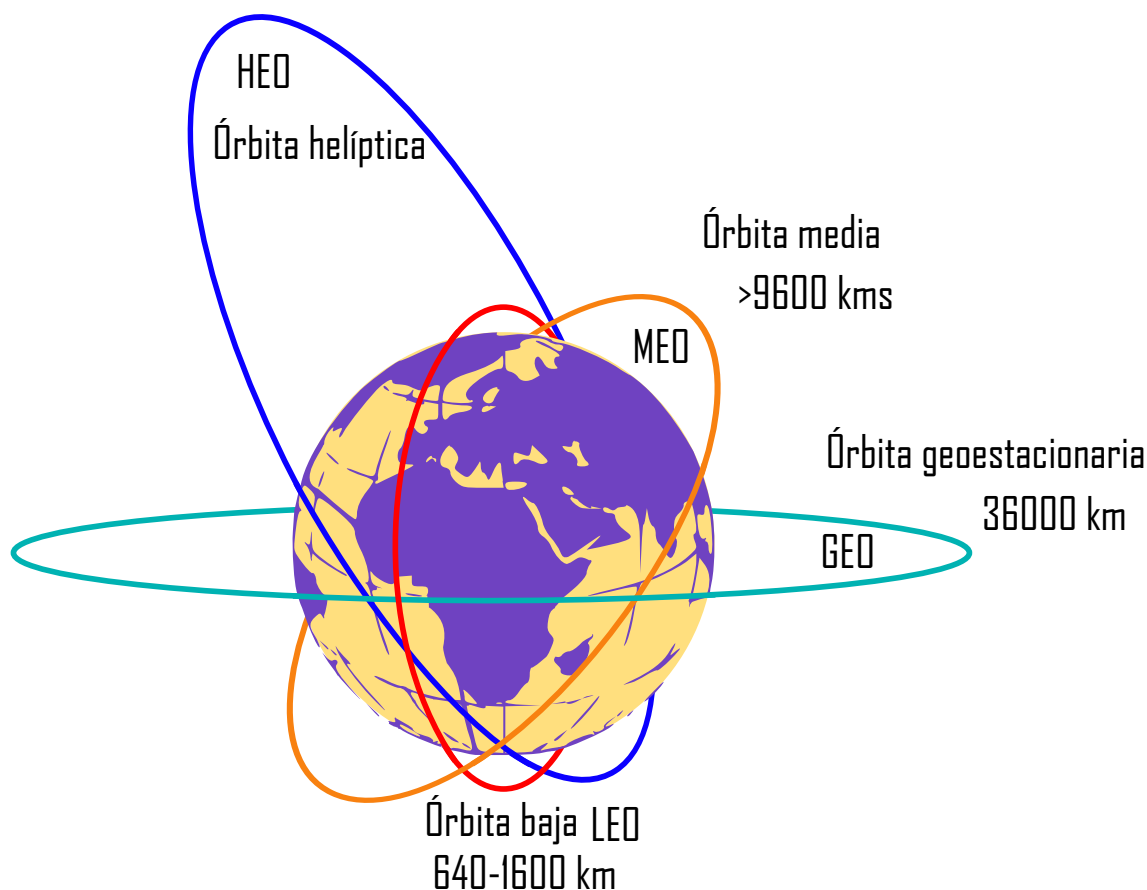 HEO
Órbita helíptica
Órbita media
>9600 kms
MEO
Órbita geoestacionaria
36000 km
GEO
Órbita baja LEO
640-1600 km